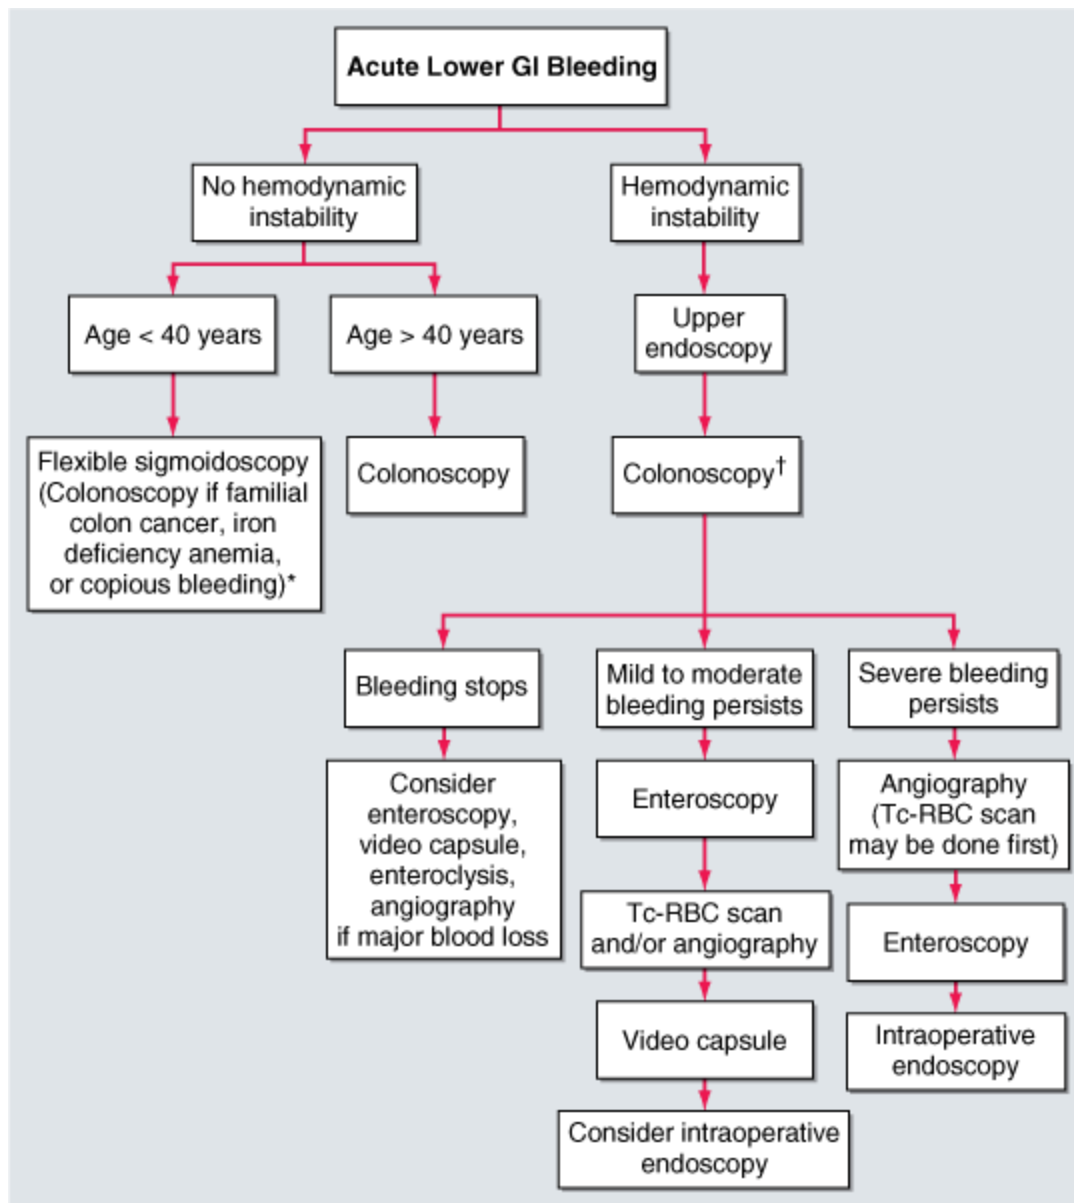 Acute Lower GI Bleeding
No hemodynamic
instability
Hemodynamic
instability
Age < 40 years
Age > 40 years
Upper
endoscopy
Flexible sigmoidoscopy
(Colonoscopy if familial
colon cancer, iron
deficiency anemia,
or copious bleeding)*
Colonoscopy
Colonoscopy†
Bleeding stops
Mild to moderate
bleeding persists
Severe bleeding
persists
Consider
enteroscopy,
video capsule,
enteroclysis,
angiography
if major blood loss
Enteroscopy
Angiography
(Tc-RBC scan
may be done first)
Tc-RBC scan
and/or angiography
Enteroscopy
Video capsule
Intraoperative
endoscopy
Consider intraoperative
endoscopy